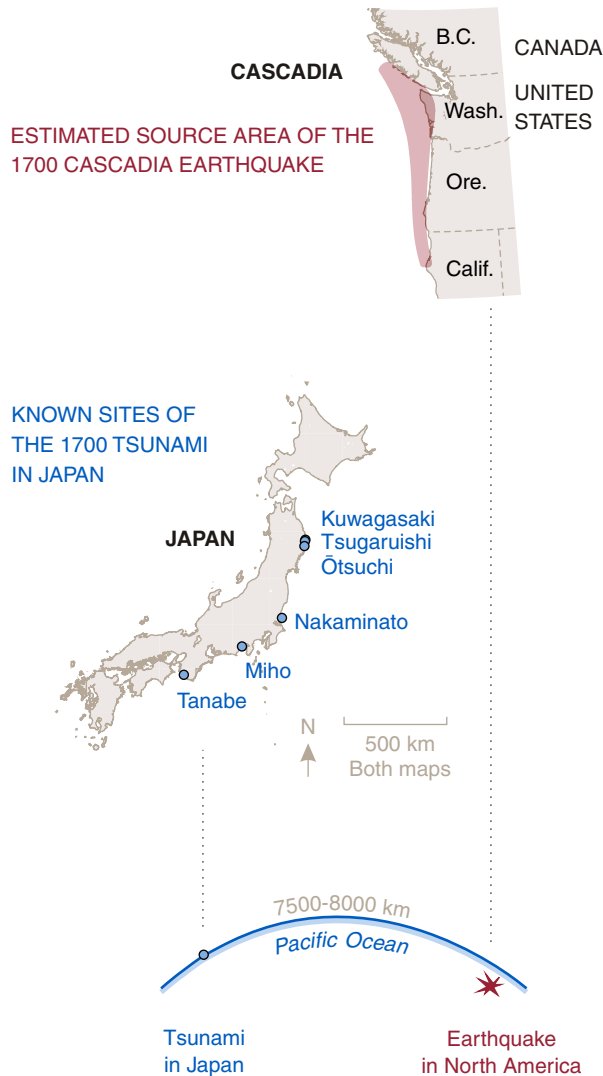 B.C.
CANADA
CASCADIA
UNITED
STATES
Wash.
ESTIMATED SOURCE AREA OF THE
1700 CASCADIA EARTHQUAKE
Ore.
Calif.
KNOWN SITES OF
THE 1700 TSUNAMI
IN JAPAN
JAPAN
Kuwagasaki
Tsugaruishi
Ōtsuchi
Nakaminato
Miho
Tanabe
N
500 km
Both maps
7500-8000 km
Pacific Ocean
Tsunami
in Japan
Earthquake
in North America